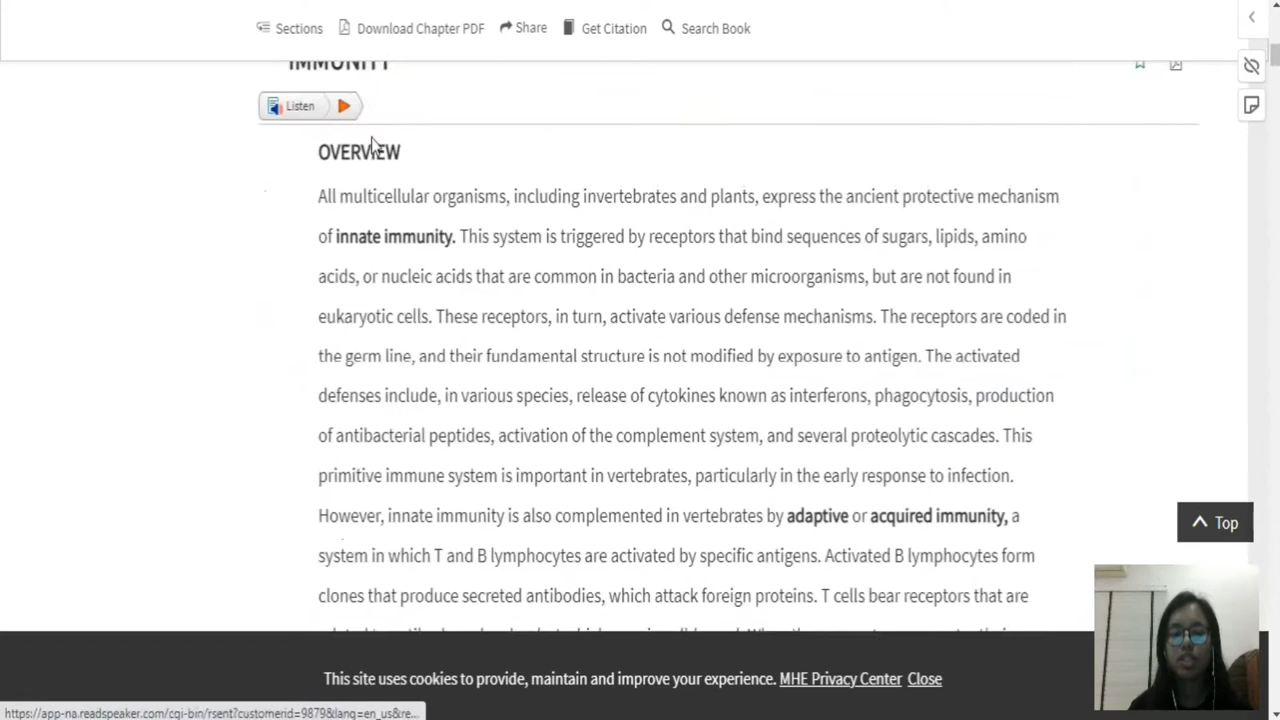 Sections Download Chapter PDF Share Get Citation Search Book
IMMUNITY
Listen
OVERVIEW
All multicellular organisms, including invertebrates and plants, express the ancient protective mechanism
of innate immunity. This system is triggered by receptors that bind sequences of sugars, lipids, amino
acids, or nucleic acids that are common in bacteria and other microorganisms, but are not found in
eukaryotic cells. These receptors, in turn, activate various defense mechanisms. The receptors are coded in
the germ line, and their fundamental structure is not modified by exposure to antigen. The activated
defenses include, in various species, release of cytokines known as interferons, phagocytosis, production
of antibacterial peptides, activation of the complement system, and several proteolytic cascades. This
primitive immune system is important in vertebrates, particularly in the early response to infection.
However, innate immunity is also complemented in vertebrates by adaptive or acquired immunity, a
system in which T and B lymphocytes are activated by specific antigens. Activated B lymphocytes form
clones that produce secreted antibodies, which attack foreign proteins. T cells bear receptors that are
Top
This site uses cookies to provide, maintain and improve your experience. MHE Privacy Center Close
https://app-na.readspeaker.com/cgi-bin/rsent?customerid=9879&lang=en_us&re...